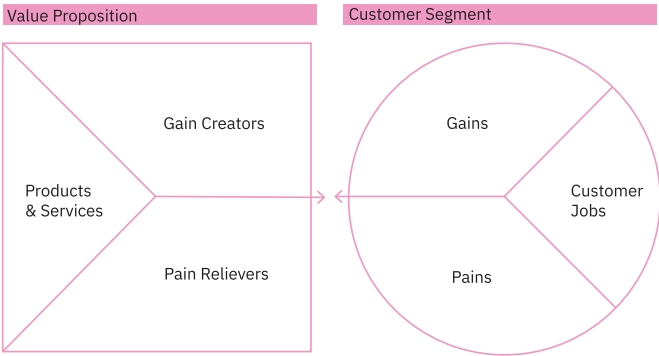 Value Proposition
Customer Segment
Gain Creators
Products
& Services
Pain Relievers
Gains
Customer
Jobs
Pains